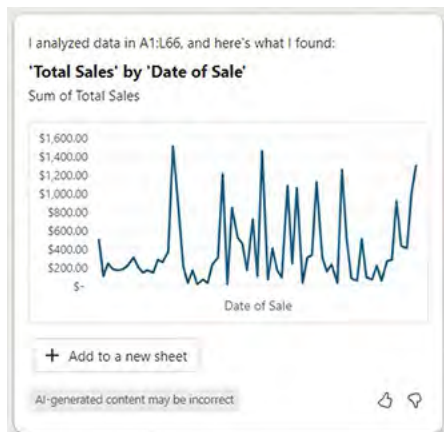 I analyzed data in A1:L66, and here's what I found:
'Total Sales' by 'Date of Sale'
Sum of Total Sales
$1,600.00
$1,400.00
$1,200.00
$1,000.00
$800.00
$600.00
$400.00
$200.00
$-
Date of Sale
+ Add to a new sheet
AI-generated content may be incorrect